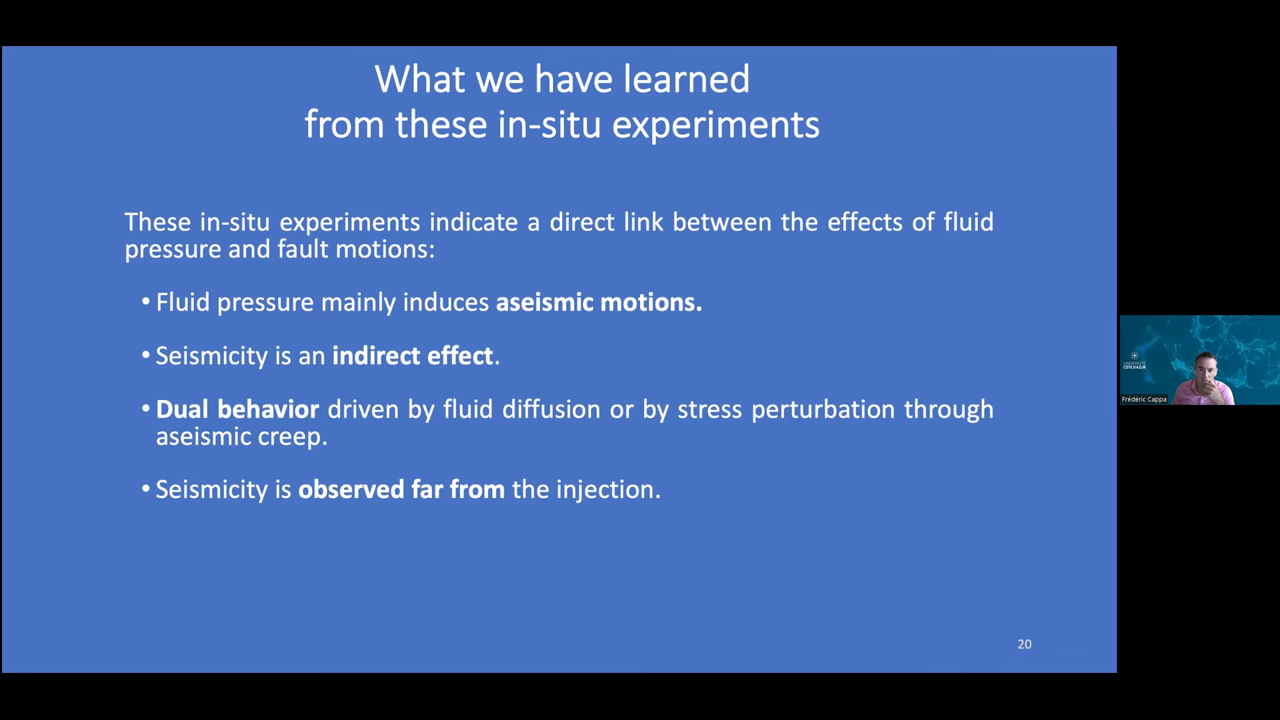 What we have learned
from these in-situ experiments
These in-situ experiments indicate a direct link between the effects of fluid
pressure and fault motions:
• Fluid pressure mainly induces aseismic motions.
• Seismicity is an indirect effect.
• Dual behavior driven by fluid diffusion or by stress perturbation through
aseismic creep.
• Seismicity is observed far from the injection.
20
UNIVERSITÉ
CÔTE D'AZUR
Frédéric Cappa